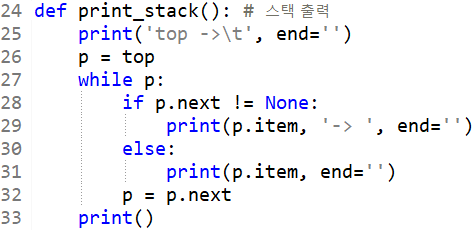 24 def print_stack(): # 스택 출력
25     print('top ->\t', end='')
26     p = top
27     while p:
28         if p.next != None:
29             print(p.item, '-> ', end='')
30         else:
31             print(p.item, end='')
32         p = p.next
33     print()